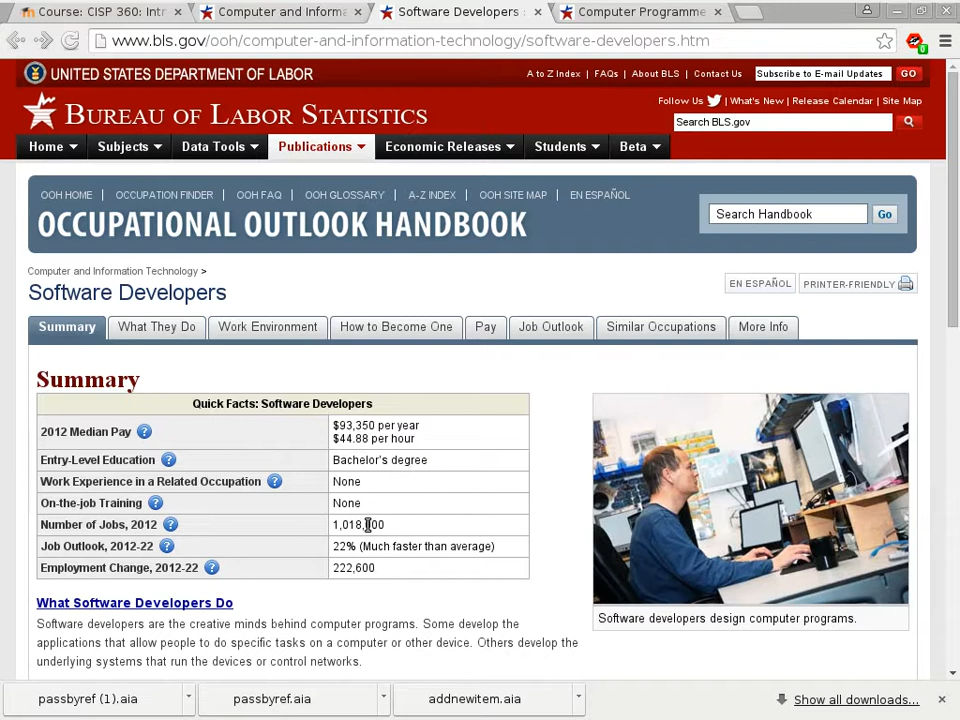 Course: CISP 360: Intr
Computer and Informa
Software Developers :
Computer Programme
www.bls.gov/ooh/computer-and-information-technology/software-developers.htm
UNITED STATES DEPARTMENT OF LABOR
A to Z Index | FAQs | About BLS | Contact Us
Subscribe to E-mail Updates
GO
BUREAU OF LABOR STATISTICS
Follow Us | What's New | Release Calendar | Site Map
Search BLS.gov
Home
Subjects
Data Tools
Publications
Economic Releases
Students
Beta
OOH HOME | OCCUPATION FINDER | OOH FAQ | OOH GLOSSARY | A-Z INDEX | OOH SITE MAP | EN ESPAÑOL
OCCUPATIONAL OUTLOOK HANDBOOK
Search Handbook
Go
Computer and Information Technology >
Software Developers
EN ESPAÑOL
PRINTER-FRIENDLY
Summary
What They Do
Work Environment
How to Become One
Pay
Job Outlook
Similar Occupations
More Info
Summary
Quick Facts: Software Developers
2012 Median Pay
$93,350 per year
$44.88 per hour
Entry-Level Education
Bachelor's degree
Work Experience in a Related Occupation
None
On-the-job Training
None
Number of Jobs, 2012
Job Outlook, 2012-22
22% (Much faster than average)
Employment Change, 2012-22
222,600
What Software Developers Do
Software developers are the creative minds behind computer programs. Some develop the
applications that allow people to do specific tasks on a computer or other device. Others develop the
underlying systems that run the devices or control networks.
Software developers design computer programs.
passbyref (1).aia
passbyref.aia
addnewitem.aia
Show all downloads...